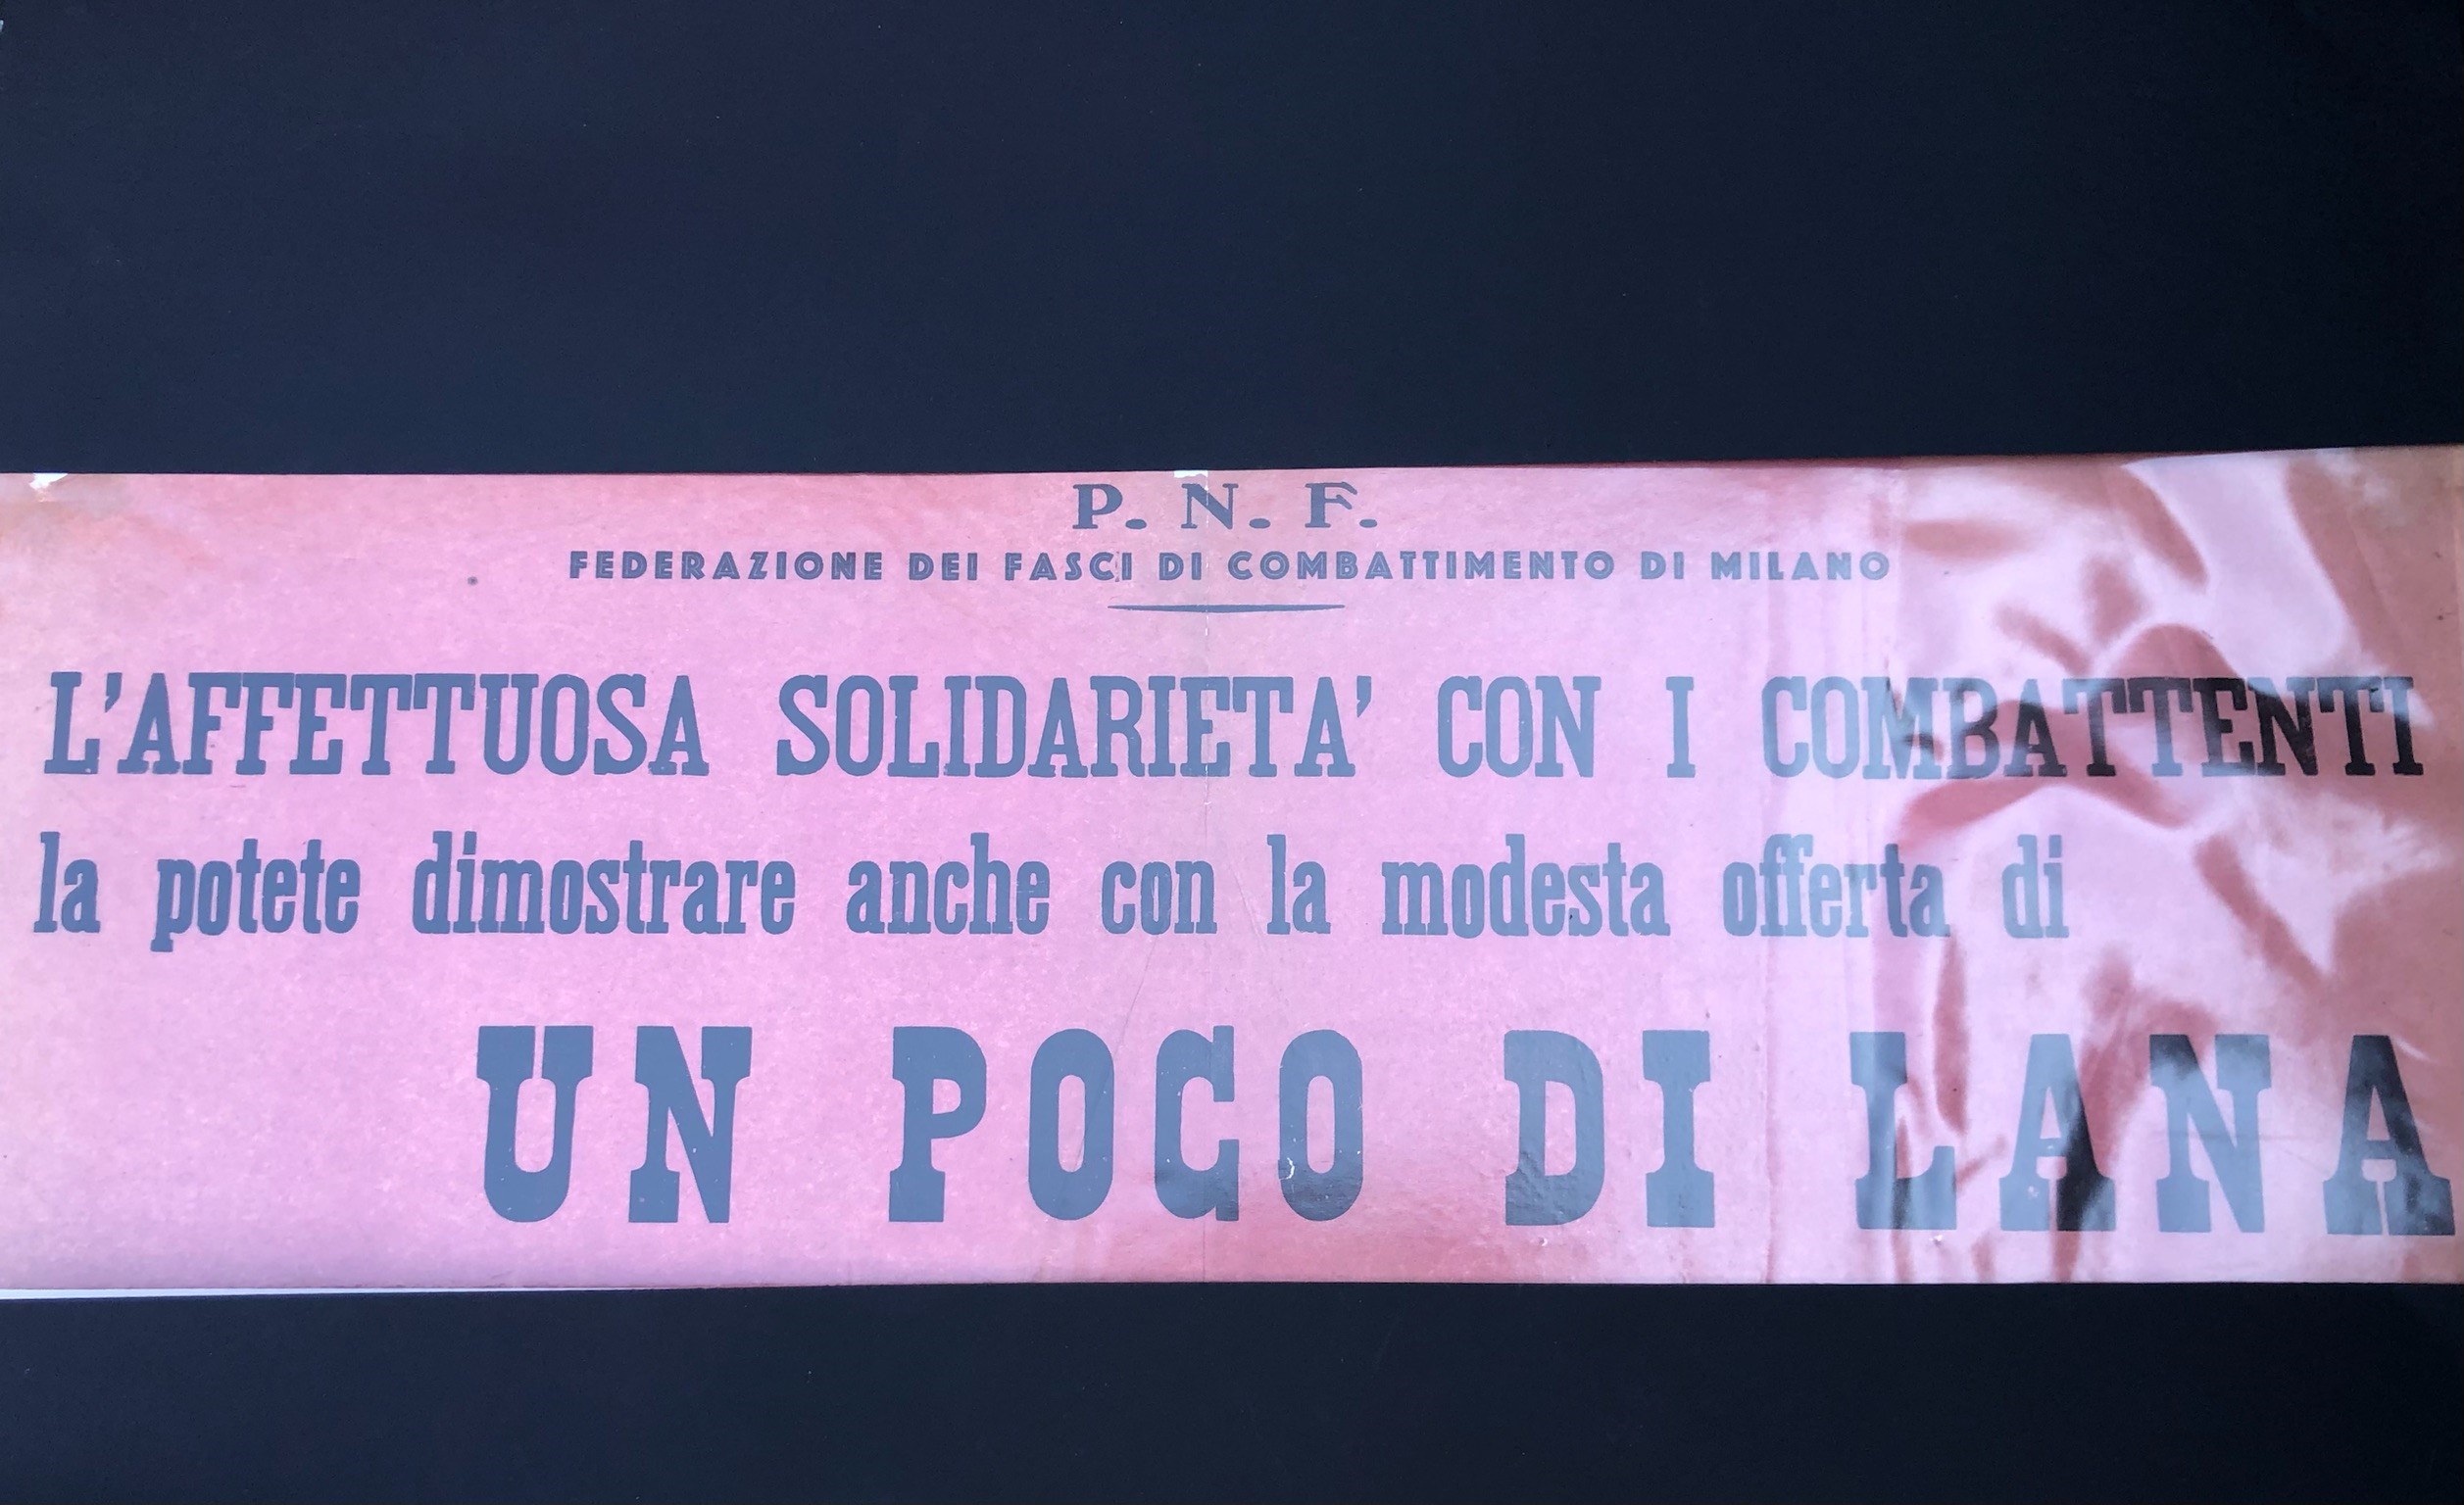 P. N. F.
FEDERAZIONE DEI FASCI DI COMBATTIMENTO DI MILANO
L'AFFETTUOSA SOLIDARIETA' CON I COMBATTENTI
la potete dimostrare anche con la modesta offerta di
UN POCO DI LANA